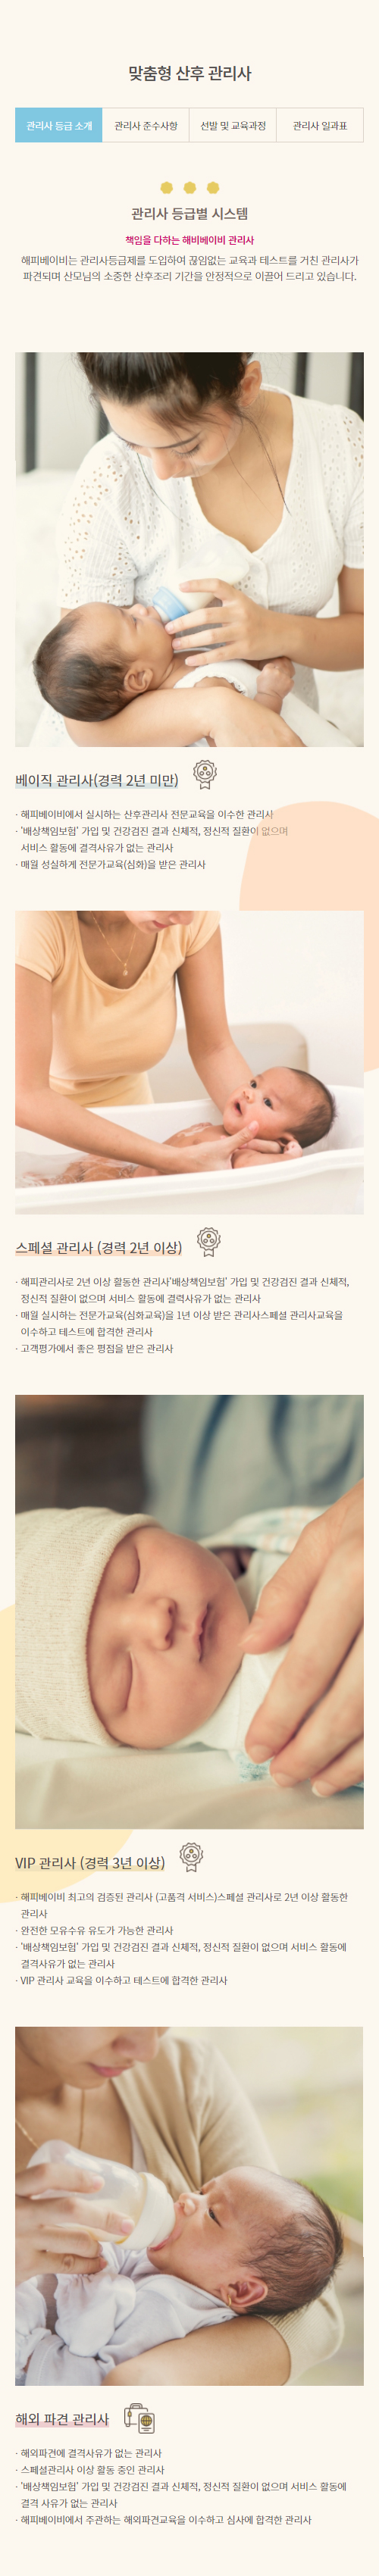 맞춤형 산후 관리사
관리사 등급 소개
관리사 준수사항
선발 및 교육과정
관리사 일과표
관리사 등급별 시스템
책임을 다하는 해비베이비 관리사
해피베이비는 관리사등급제를 도입하여 끊임없는 교육과 테스트를 거친 관리사가
파견되며 산모님의 소중한 산후조리 기간을 안정적으로 이끌어 드리고 있습니다.
베이직 관리사(경력 2년 미만)
· 해피베이비에서 실시하는 산후관리사 전문교육을 이수한 관리사
· '배상책임보험' 가입 및 건강검진 결과 신체적, 정신적 질환이 없으며
서비스 활동에 결격사유가 없는 관리사
· 매월 성실하게 전문가교육(심화)을 받은 관리사
스페셜 관리사 (경력 2년 이상)
· 해피관리사로 2년 이상 활동한 관리사'배상책임보험' 가입 및 건강검진 결과 신체적,
정신적 질환이 없으며 서비스 활동에 결력사유가 없는 관리사
· 매월 실시하는 전문가교육(심화교육)을 1년 이상 받은 관리사스페셜 관리사교육을
이수하고 테스트에 합격한 관리사
· 고객평가에서 좋은 평점을 받은 관리사
VIP 관리사 (경력 3년 이상)
· 해피베이비 최고의 검증된 관리사 (고품격 서비스)스페셜 관리사로 2년 이상 활동한
관리사
· 완전한 모유수유 유도가 가능한 관리사
· '배상책임보험' 가입 및 건강검진 결과 신체적, 정신적 질환이 없으며 서비스 활동에
결격사유가 없는 관리사
· VIP 관리사 교육을 이수하고 테스트에 합격한 관리사
해외 파견 관리사
· 해외파견에 결격사유가 없는 관리사
· 스페셜관리사 이상 활동 중인 관리사
· '배상책임보험' 가입 및 건강검진 결과 신체적, 정신적 질환이 없으며 서비스 활동에
결격 사유가 없는 관리사
· 해피베이비에서 주관하는 해외파견교육을 이수하고 심사에 합격한 관리사